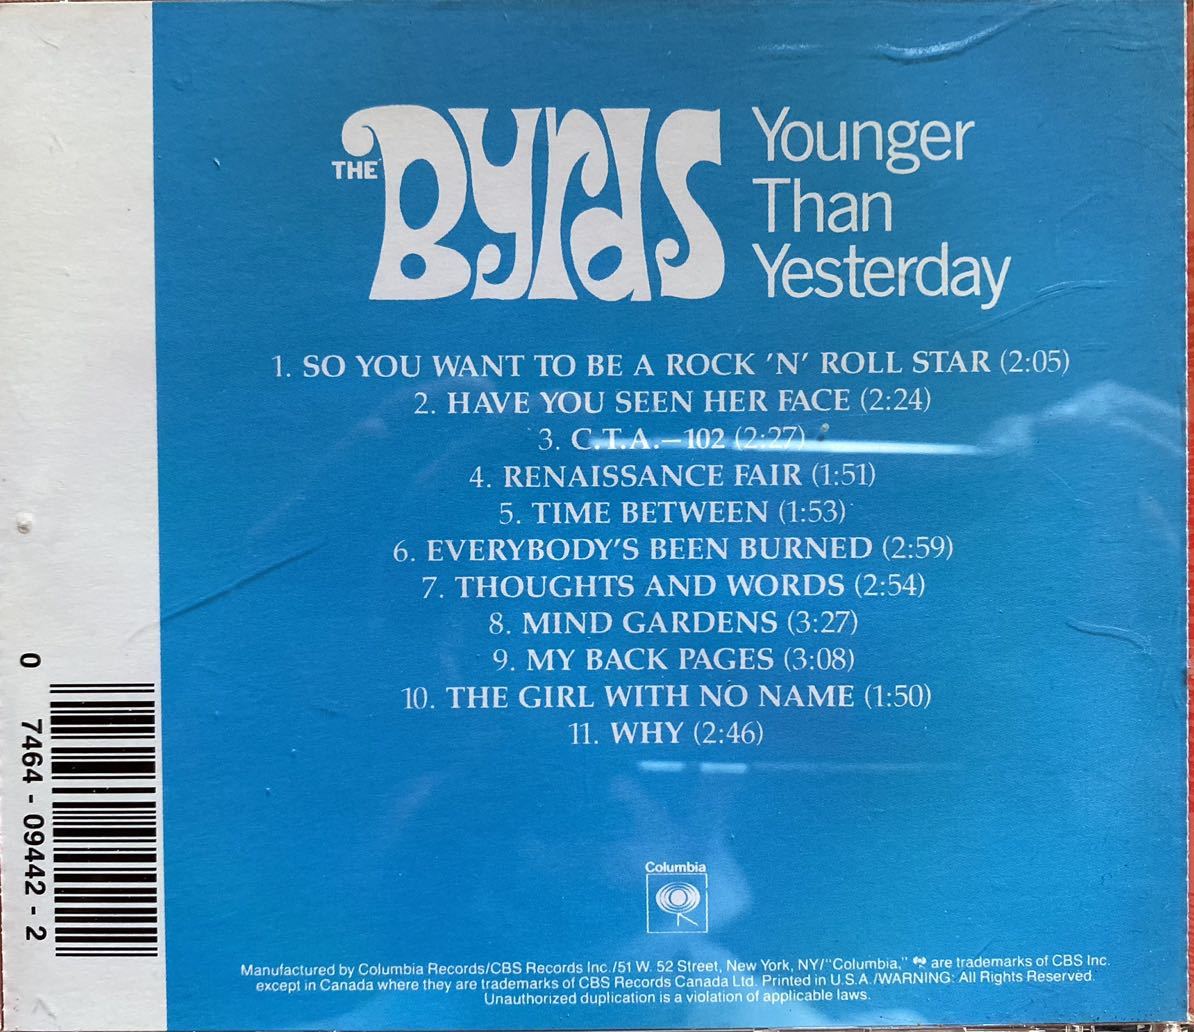 THE Byrds
Younger
Than
Yesterday
1. SO YOU WANT TO BE A ROCK 'N' ROLL STAR (2:05)
2. HAVE YOU SEEN HER FACE (2:24)
3. C.T.A.–102 (2:27)
4. RENAISSANCE FAIR (1:51)
5. TIME BETWEEN (1:53)
6. EVERYBODY'S BEEN BURNED (2:59)
7. THOUGHTS AND WORDS (2:54)
8. MIND GARDENS (3:27)
9. MY BACK PAGES (3:08)
10. THE GIRL WITH NO NAME (1:50)
11. WHY (2:46)
Columbia
Manufactured by Columbia Records/CBS Records Inc./51 W. 52 Street, New York, NY/"Columbia," are trademarks of CBS Inc.
except in Canada where they are trademarks of CBS Records Canada Ltd. Printed in U.S.A./WARNING: All Rights Reserved.
Unauthorized duplication is a violation of applicable laws.
0 7464 - 09442 - 2